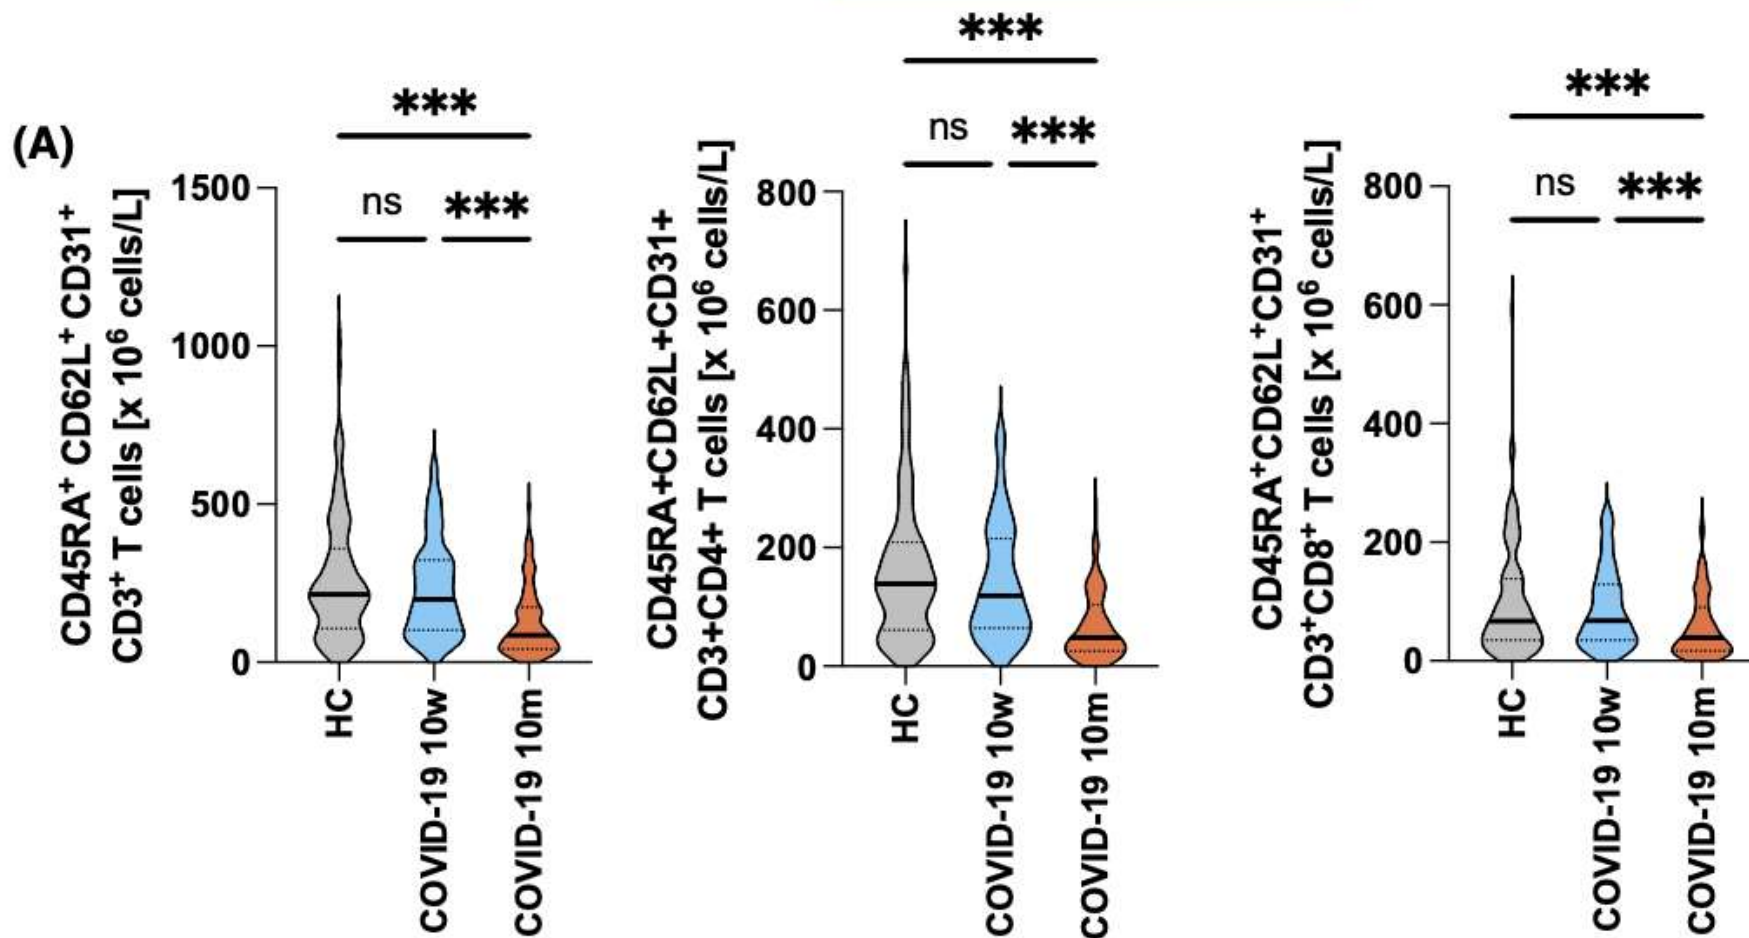 (A)
CD45RA⁺ CD62L⁺ CD31⁺
CD3⁺ T cells [x 10⁶ cells/L]
***
ns ***
1500
1000
500
0
HC
COVID-19 10w
COVID-19 10m
CD45RA+CD62L+CD31+
CD3+CD4+ T cells [x 10⁶ cells/L]
***
ns ***
800
600
400
200
0
HC
COVID-19 10w
COVID-19 10m
CD45RA⁺CD62L⁺CD31⁺
CD3⁺CD8⁺ T cells [x 10⁶ cells/L]
***
ns ***
800
600
400
200
0
HC
COVID-19 10w
COVID-19 10m